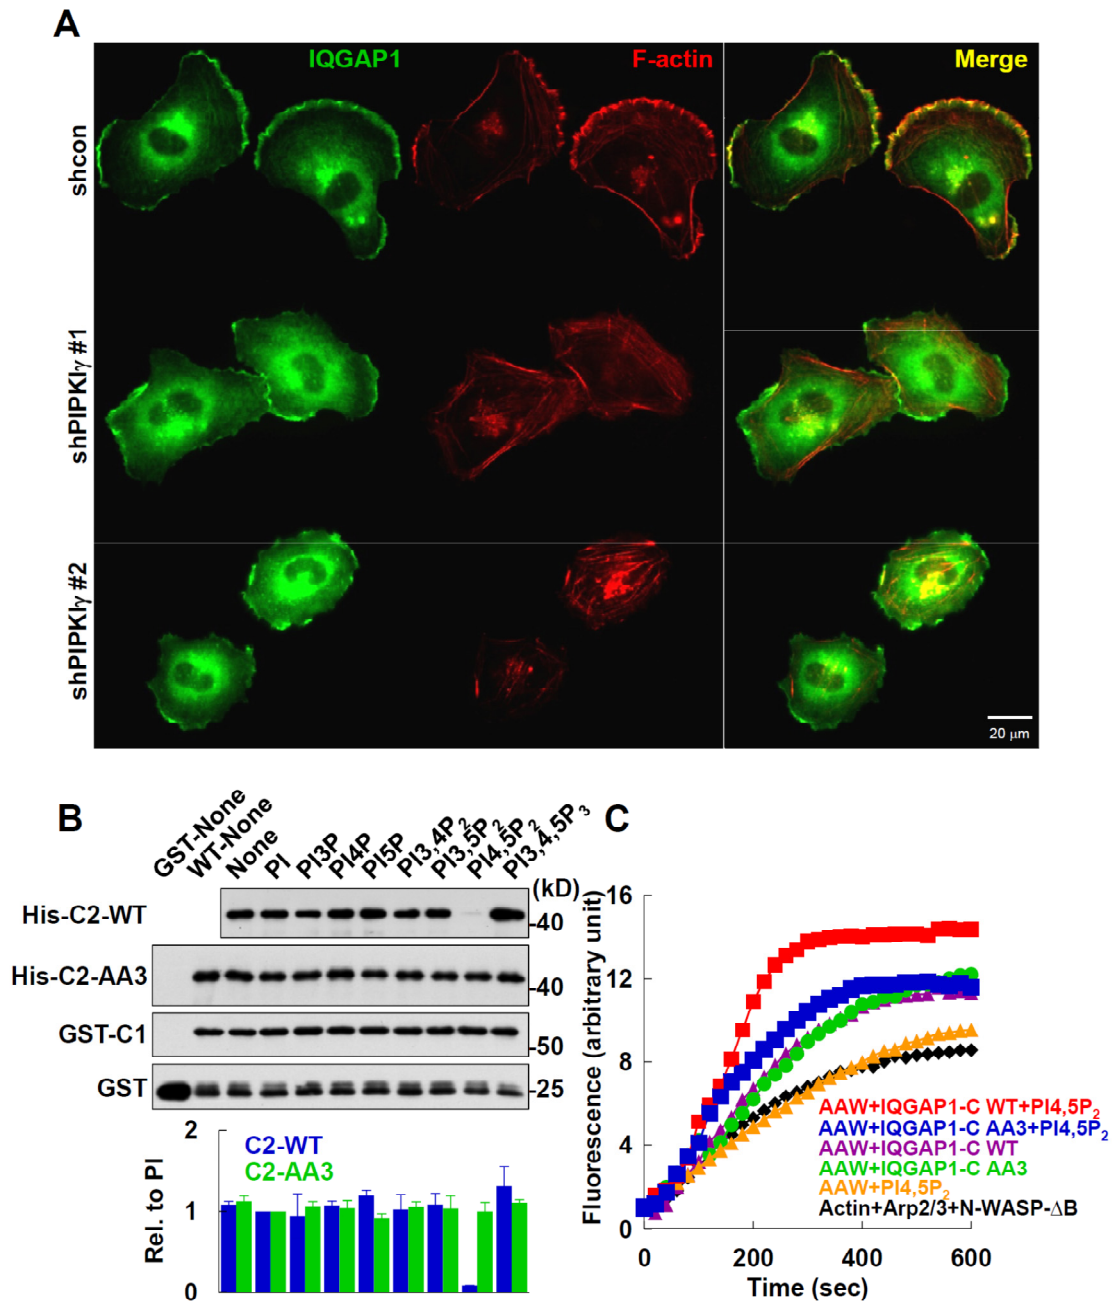 A
IQGAP1 F-actin Merge
shcon
shPIPKIγ #1
shPIPKIγ #2
20 μm
B
GST-None
WT-None
None
PI
PI3P
PI4P
PI5P
PI3,4P2
PI3,5P2
PI4,5P2
PI3,4,5P3
(kD)
His-C2-WT -40
His-C2-AA3 -40
GST-C1 -50
GST -25
2
C2-WT
C2-AA3
1
0
Rel. to PI
C
16
12
8
4
0
Fluorescence (arbitrary unit)
AAW+IQGAP1-C WT+PI4,5P2
AAW+IQGAP1-C AA3+PI4,5P2
AAW+IQGAP1-C WT
AAW+IQGAP1-C AA3
AAW+PI4,5P2
Actin+Arp2/3+N-WASP-ΔB
0 200 400 600
Time (sec)